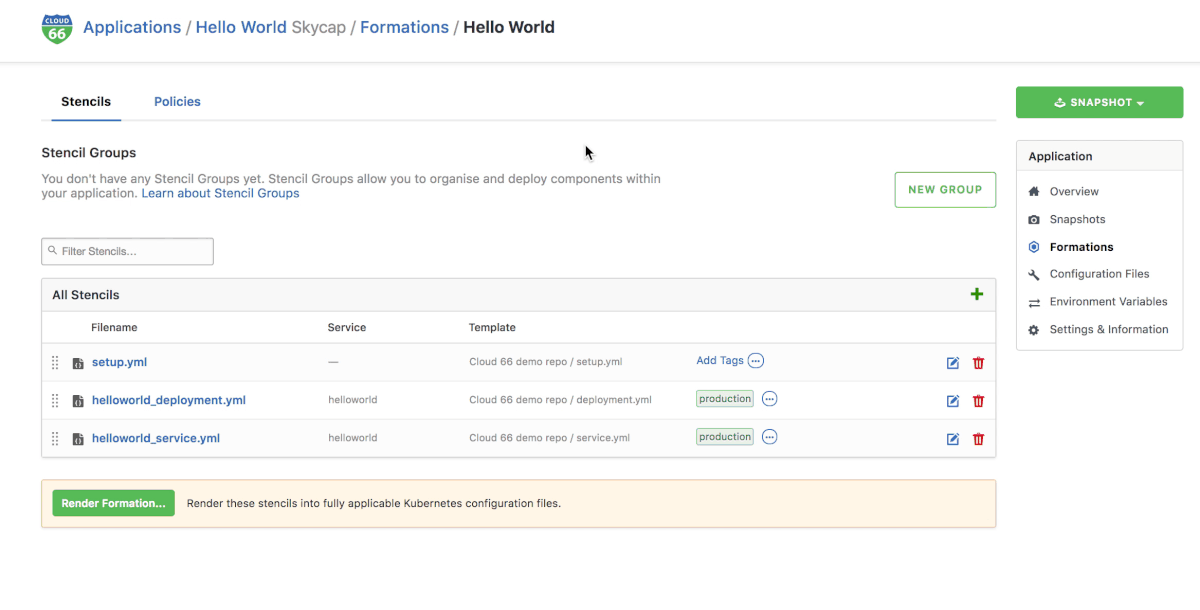 CLOUD
66
Applications / Hello World Skycap / Formations / Hello World
Stencils Policies
SNAPSHOT
Stencil Groups
You don't have any Stencil Groups yet. Stencil Groups allow you to organise and deploy components within
your application. Learn about Stencil Groups
NEW GROUP
Filter Stencils...
All Stencils
Filename Service Template
setup.yml — Cloud 66 demo repo / setup.yml Add Tags
helloworld_deployment.yml helloworld Cloud 66 demo repo / deployment.yml production
helloworld_service.yml helloworld Cloud 66 demo repo / service.yml production
Render Formation... Render these stencils into fully applicable Kubernetes configuration files.
Application
Overview
Snapshots
Formations
Configuration Files
Environment Variables
Settings & Information